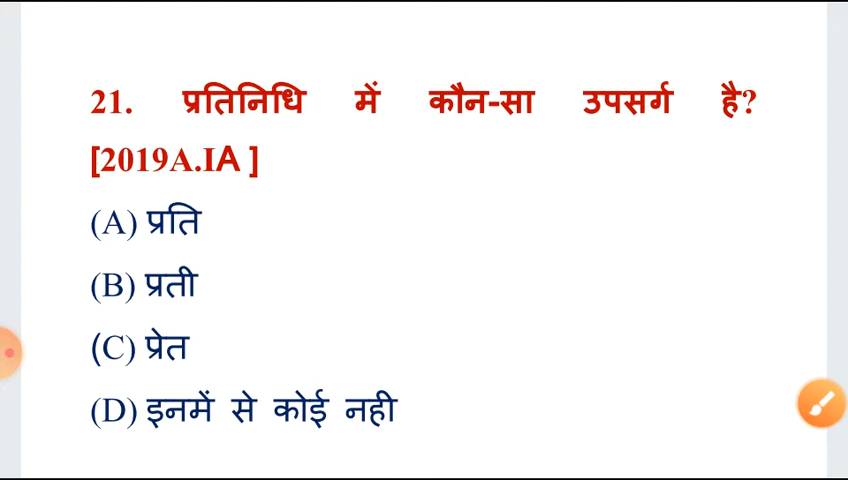 21. प्रतिनिधि में कौन-सा उपसर्ग है?
[2019A.IA ]
(A) प्रति
(B) प्रती
(C) प्रेत
(D) इनमें से कोई नही